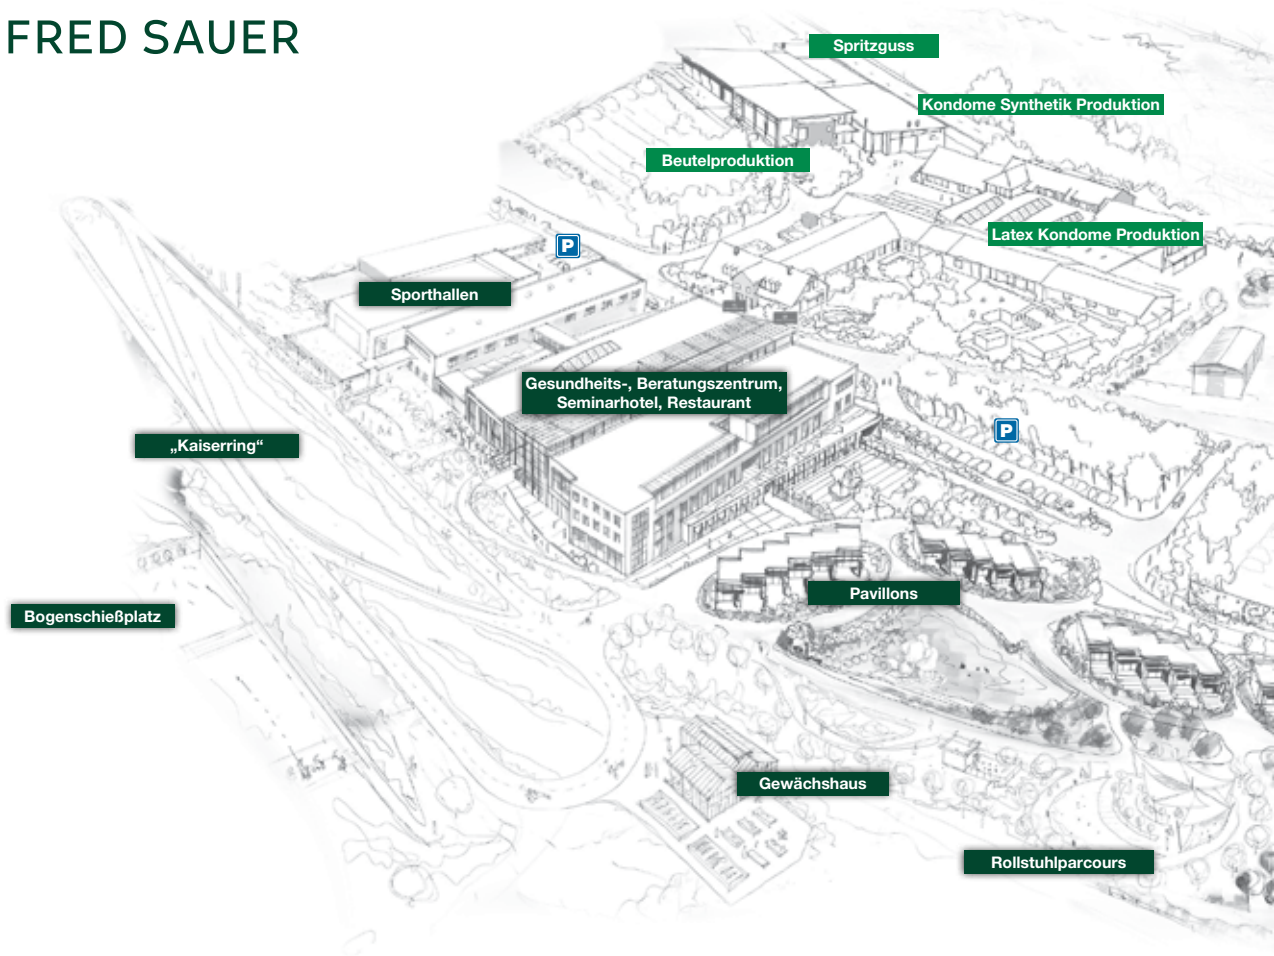 FRED SAUER
Spritzguss
Kondome Synthetik Produktion
Beutelproduktion
Latex Kondome Produktion
P
Sporthallen
Gesundheits-, Beratungszentrum,
Seminarhotel, Restaurant
P
„Kaiserring“
Pavillons
Bogenschießplatz
Gewächshaus
Rollstuhlparcours